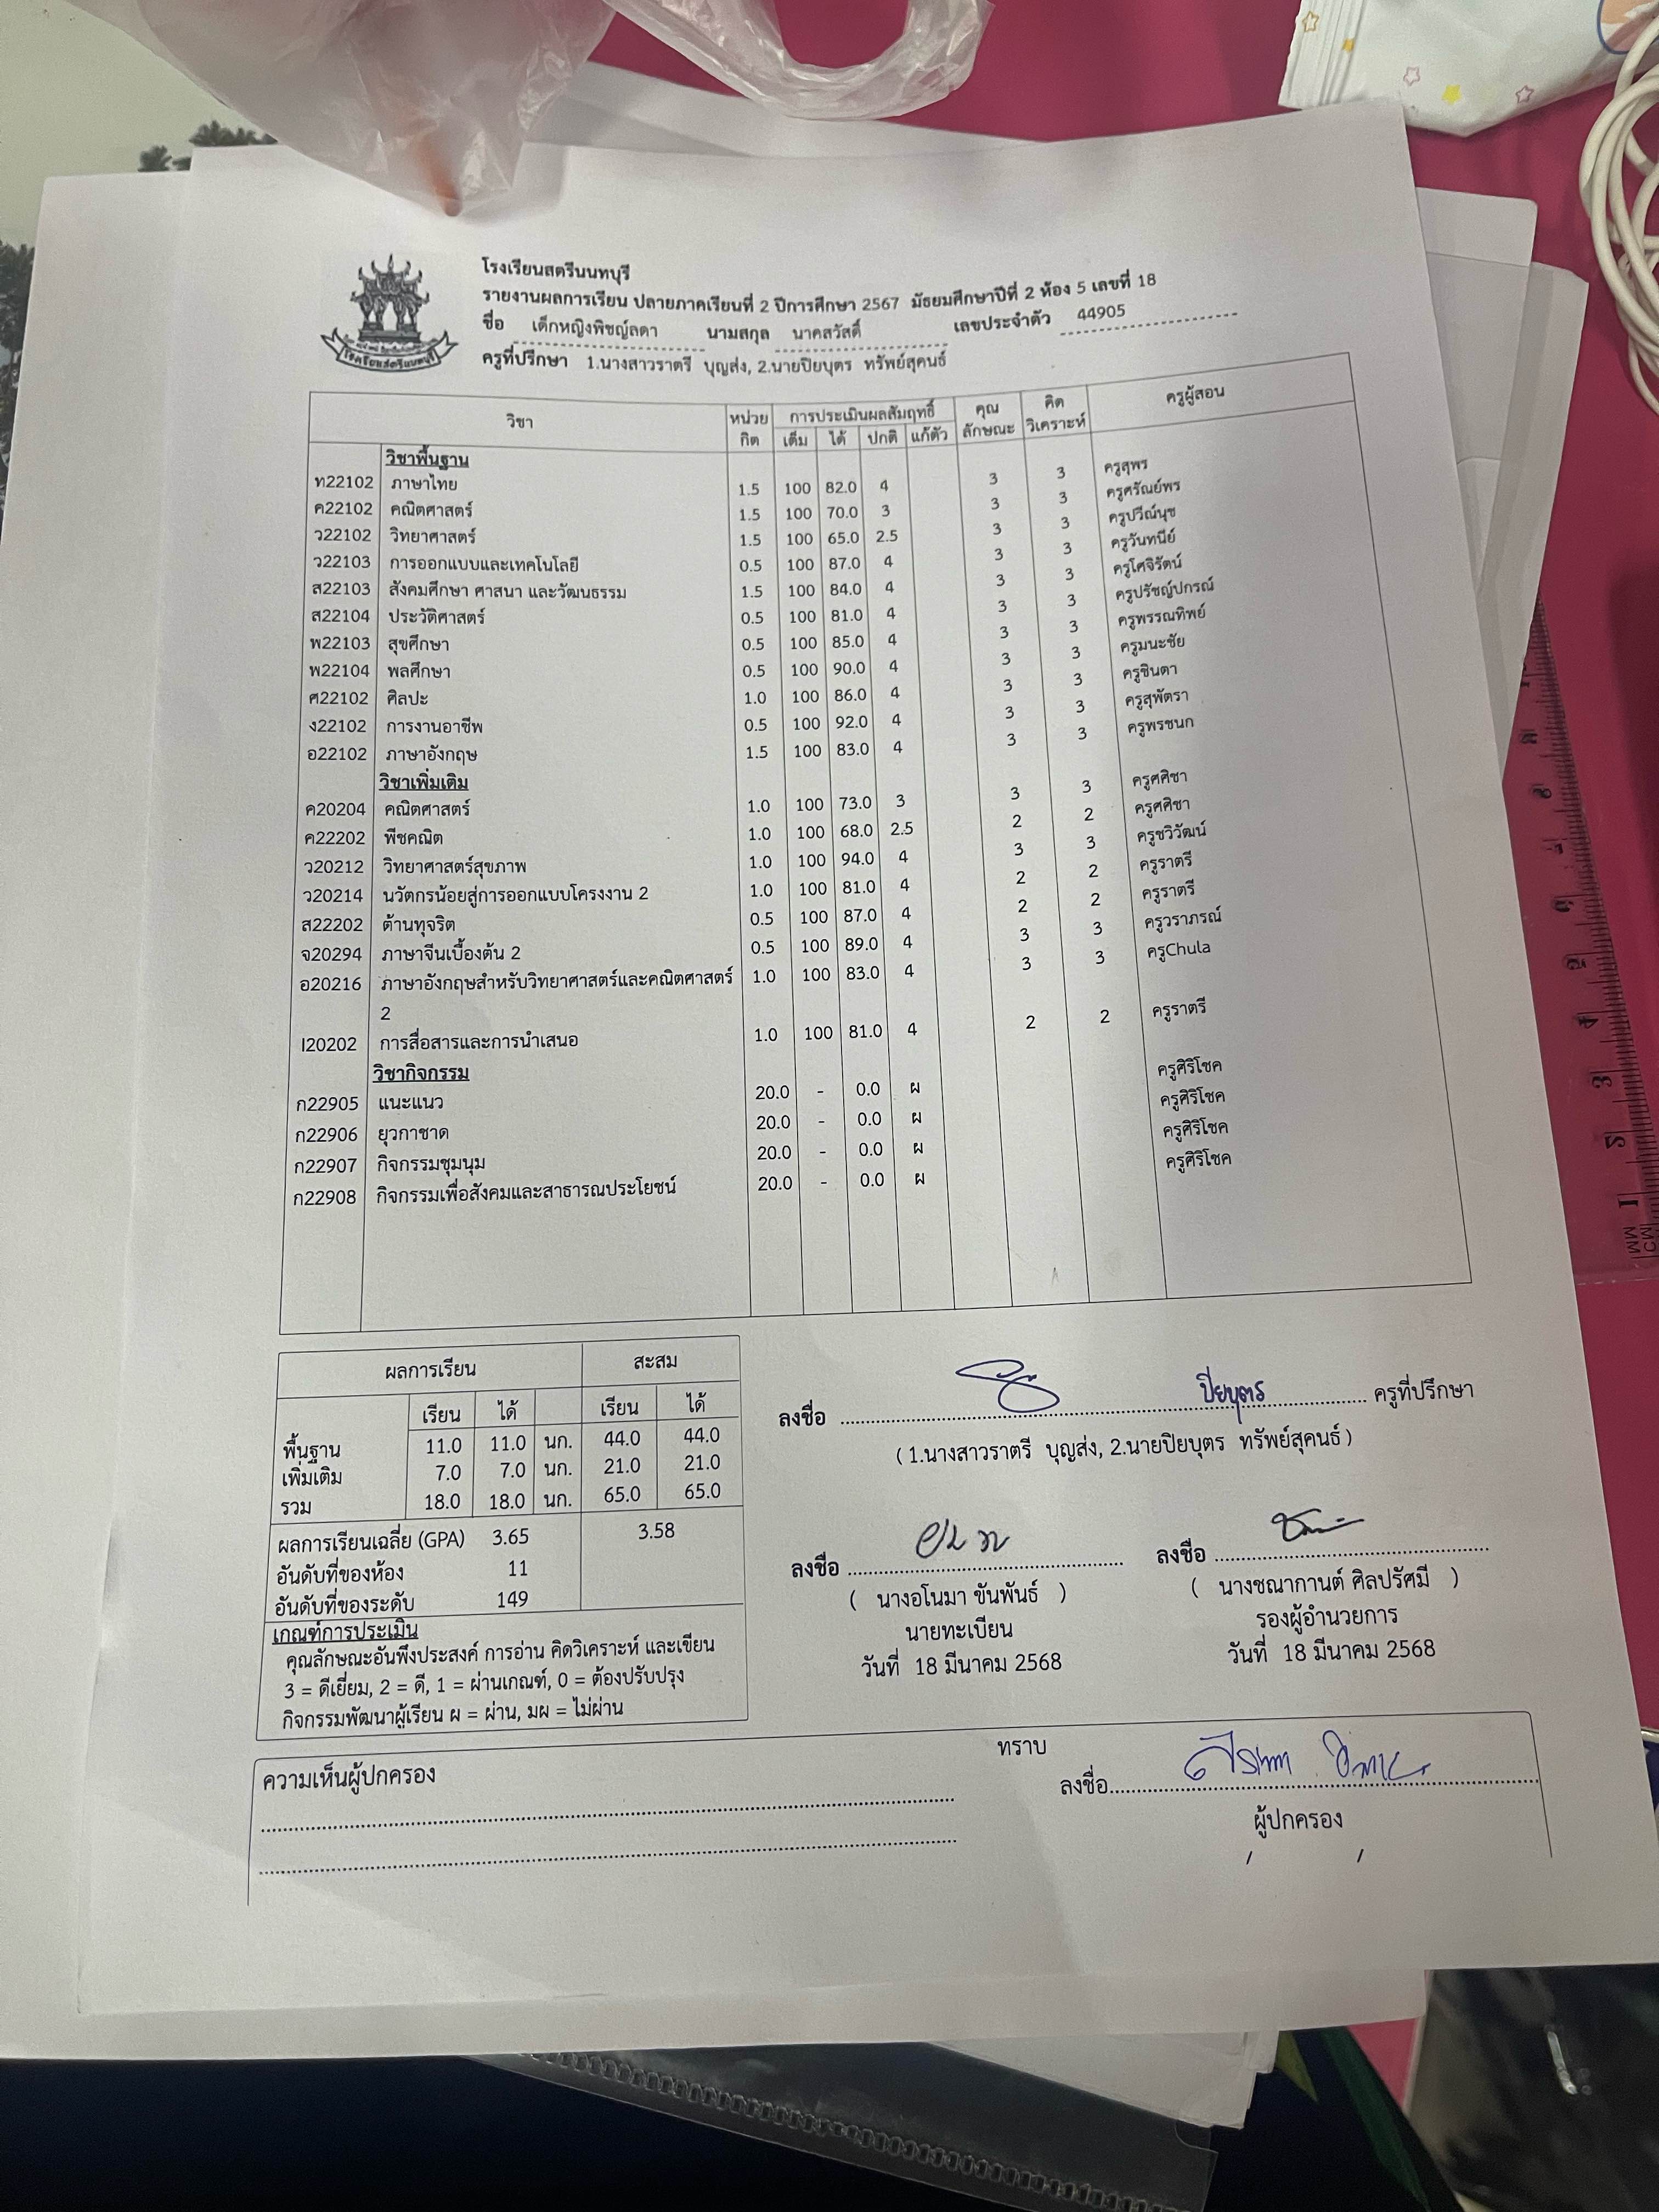 โรงเรียนสตรีนนทบุรี
รายงานผลการเรียน ปลายภาคเรียนที่ 2 ปีการศึกษา 2567 มัธยมศึกษาปีที่ 2 ห้อง 5 เลขที่ 18
ชื่อ เด็กหญิงพิชญ์ลดา นามสกุล นาคสวัสดิ์ เลขประจำตัว 44905
ครูที่ปรึกษา 1.นางสาวราตรี บุญส่ง, 2.นายปิยบุตร ทรัพย์สุคนธ์
โรงเรียนสตรีนนทบุรี
วิชา หน่วยกิต การประเมินผลสัมฤทธิ์ คุณลักษณะ คิดวิเคราะห์ ครูผู้สอน
เต็ม ได้ ปกติ แก้ตัว
วิชาพื้นฐาน
ท22102 ภาษาไทย 1.5 100 82.0 4 3 3 ครูสุพร
ค22102 คณิตศาสตร์ 1.5 100 70.0 3 3 3 ครูศรัณย์พร
ว22102 วิทยาศาสตร์ 1.5 100 65.0 2.5 3 3 ครูปวีณ์นุช
ว22103 การออกแบบและเทคโนโลยี 0.5 100 87.0 4 3 3 ครูวันทนีย์
ส22103 สังคมศึกษา ศาสนา และวัฒนธรรม 1.5 100 84.0 4 3 3 ครูโศจิรัตน์
ส22104 ประวัติศาสตร์ 0.5 100 81.0 4 3 3 ครูปรัชญ์ปกรณ์
พ22103 สุขศึกษา 0.5 100 85.0 4 3 3 ครูพรรณทิพย์
พ22104 พลศึกษา 0.5 100 90.0 4 3 3 ครูมนะชัย
ศ22102 ศิลปะ 1.0 100 86.0 4 3 3 ครูชินตา
ง22102 การงานอาชีพ 0.5 100 92.0 4 3 3 ครูสุพัตรา
อ22102 ภาษาอังกฤษ 1.5 100 83.0 4 3 3 ครูพรชนก
วิชาเพิ่มเติม
ค20204 คณิตศาสตร์ 1.0 100 73.0 3 3 3 ครูศศิชา
ค22202 พีชคณิต 1.0 100 68.0 2.5 2 2 ครูศศิชา
ว20212 วิทยาศาสตร์สุขภาพ 1.0 100 94.0 4 3 3 ครูชวิวัฒน์
ว20214 นวัตกรน้อยสู่การออกแบบโครงงาน 2 1.0 100 81.0 4 2 2 ครูราตรี
ส22202 ต้านทุจริต 0.5 100 87.0 4 2 2 ครูราตรี
จ20294 ภาษาจีนเบื้องต้น 2 0.5 100 89.0 4 3 3 ครูวราภรณ์
อ20216 ภาษาอังกฤษสำหรับวิทยาศาสตร์และคณิตศาสตร์ 1.0 100 83.0 4 3 3 ครูChula
2
I20202 การสื่อสารและการนำเสนอ 1.0 100 81.0 4 2 2 ครูราตรี
วิชากิจกรรม
ก22905 แนะแนว 20.0 - 0.0 ผ ครูศิริโชค
ก22906 ยุวกาชาด 20.0 - 0.0 ผ ครูศิริโชค
ก22907 กิจกรรมชุมนุม 20.0 - 0.0 ผ ครูศิริโชค
ก22908 กิจกรรมเพื่อสังคมและสาธารณประโยชน์ 20.0 - 0.0 ผ ครูศิริโชค
ผลการเรียน สะสม
เรียน ได้ เรียน ได้
พื้นฐาน 11.0 11.0 นก. 44.0 44.0
เพิ่มเติม 7.0 7.0 นก. 21.0 21.0
รวม 18.0 18.0 นก. 65.0 65.0
ผลการเรียนเฉลี่ย (GPA) 3.65 3.58
อันดับที่ของห้อง 11
อันดับที่ของระดับ 149
เกณฑ์การประเมิน
คุณลักษณะอันพึงประสงค์ การอ่าน คิดวิเคราะห์ และเขียน
3 = ดีเยี่ยม, 2 = ดี, 1 = ผ่านเกณฑ์, 0 = ต้องปรับปรุง
กิจกรรมพัฒนาผู้เรียน ผ = ผ่าน, มผ = ไม่ผ่าน
ลงชื่อ ปิยบุตร ครูที่ปรึกษา
( 1.นางสาวราตรี บุญส่ง, 2.นายปิยบุตร ทรัพย์สุคนธ์ )
ลงชื่อ ลงชื่อ
( นางอโนมา ขันพันธ์ ) ( นางชณากานต์ ศิลปรัศมี )
นายทะเบียน รองผู้อำนวยการ
วันที่ 18 มีนาคม 2568 วันที่ 18 มีนาคม 2568
ความเห็นผู้ปกครอง
ทราบ
ลงชื่อ
ผู้ปกครอง
/ /
MM
CM
1 2 3 4 5 6